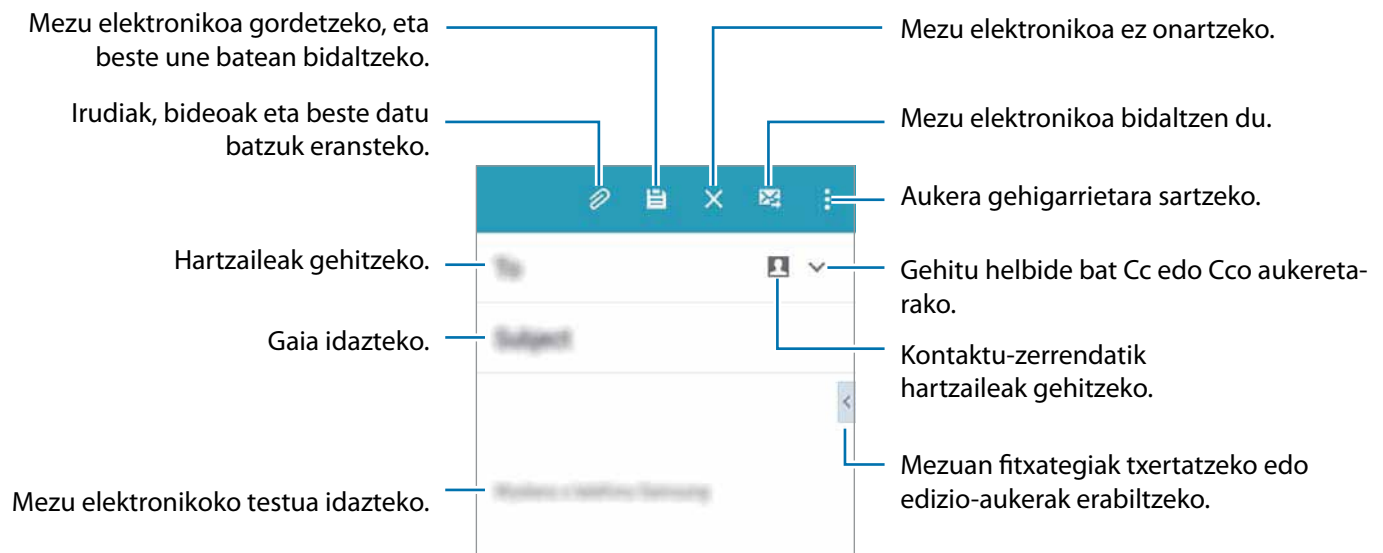 Mezu elektronikoa gordetzeko, eta
beste une batean bidaltzeko.
Irudiak, bideoak eta beste datu
batzuk eransteko.
Hartzaileak gehitzeko.
Gaia idazteko.
Mezu elektronikoko testua idazteko.
Mezu elektronikoa ez onartzeko.
Mezu elektronikoa bidaltzen du.
Aukera gehigarrietara sartzeko.
Gehitu helbide bat Cc edo Cco aukereta-
rako.
Kontaktu-zerrendatik
hartzaileak gehitzeko.
Mezuan fitxategiak txertatzeko edo
edizio-aukerak erabiltzeko.
To
Subject